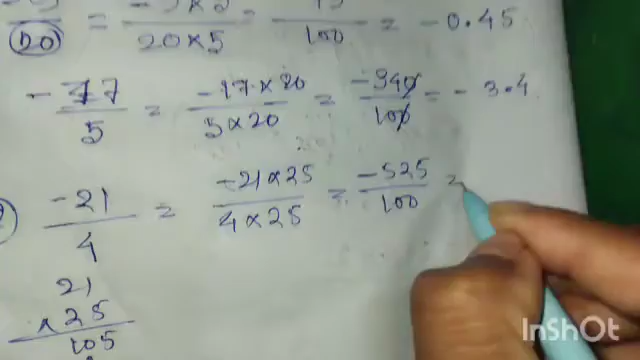 20 = 20×5 = 100 = -0.45
-17/5 = -17×20/5×20 = -340/100 = -3.4
-21/4 = -21×25/4×25 = -525/100 =
21
×25
105
InShot